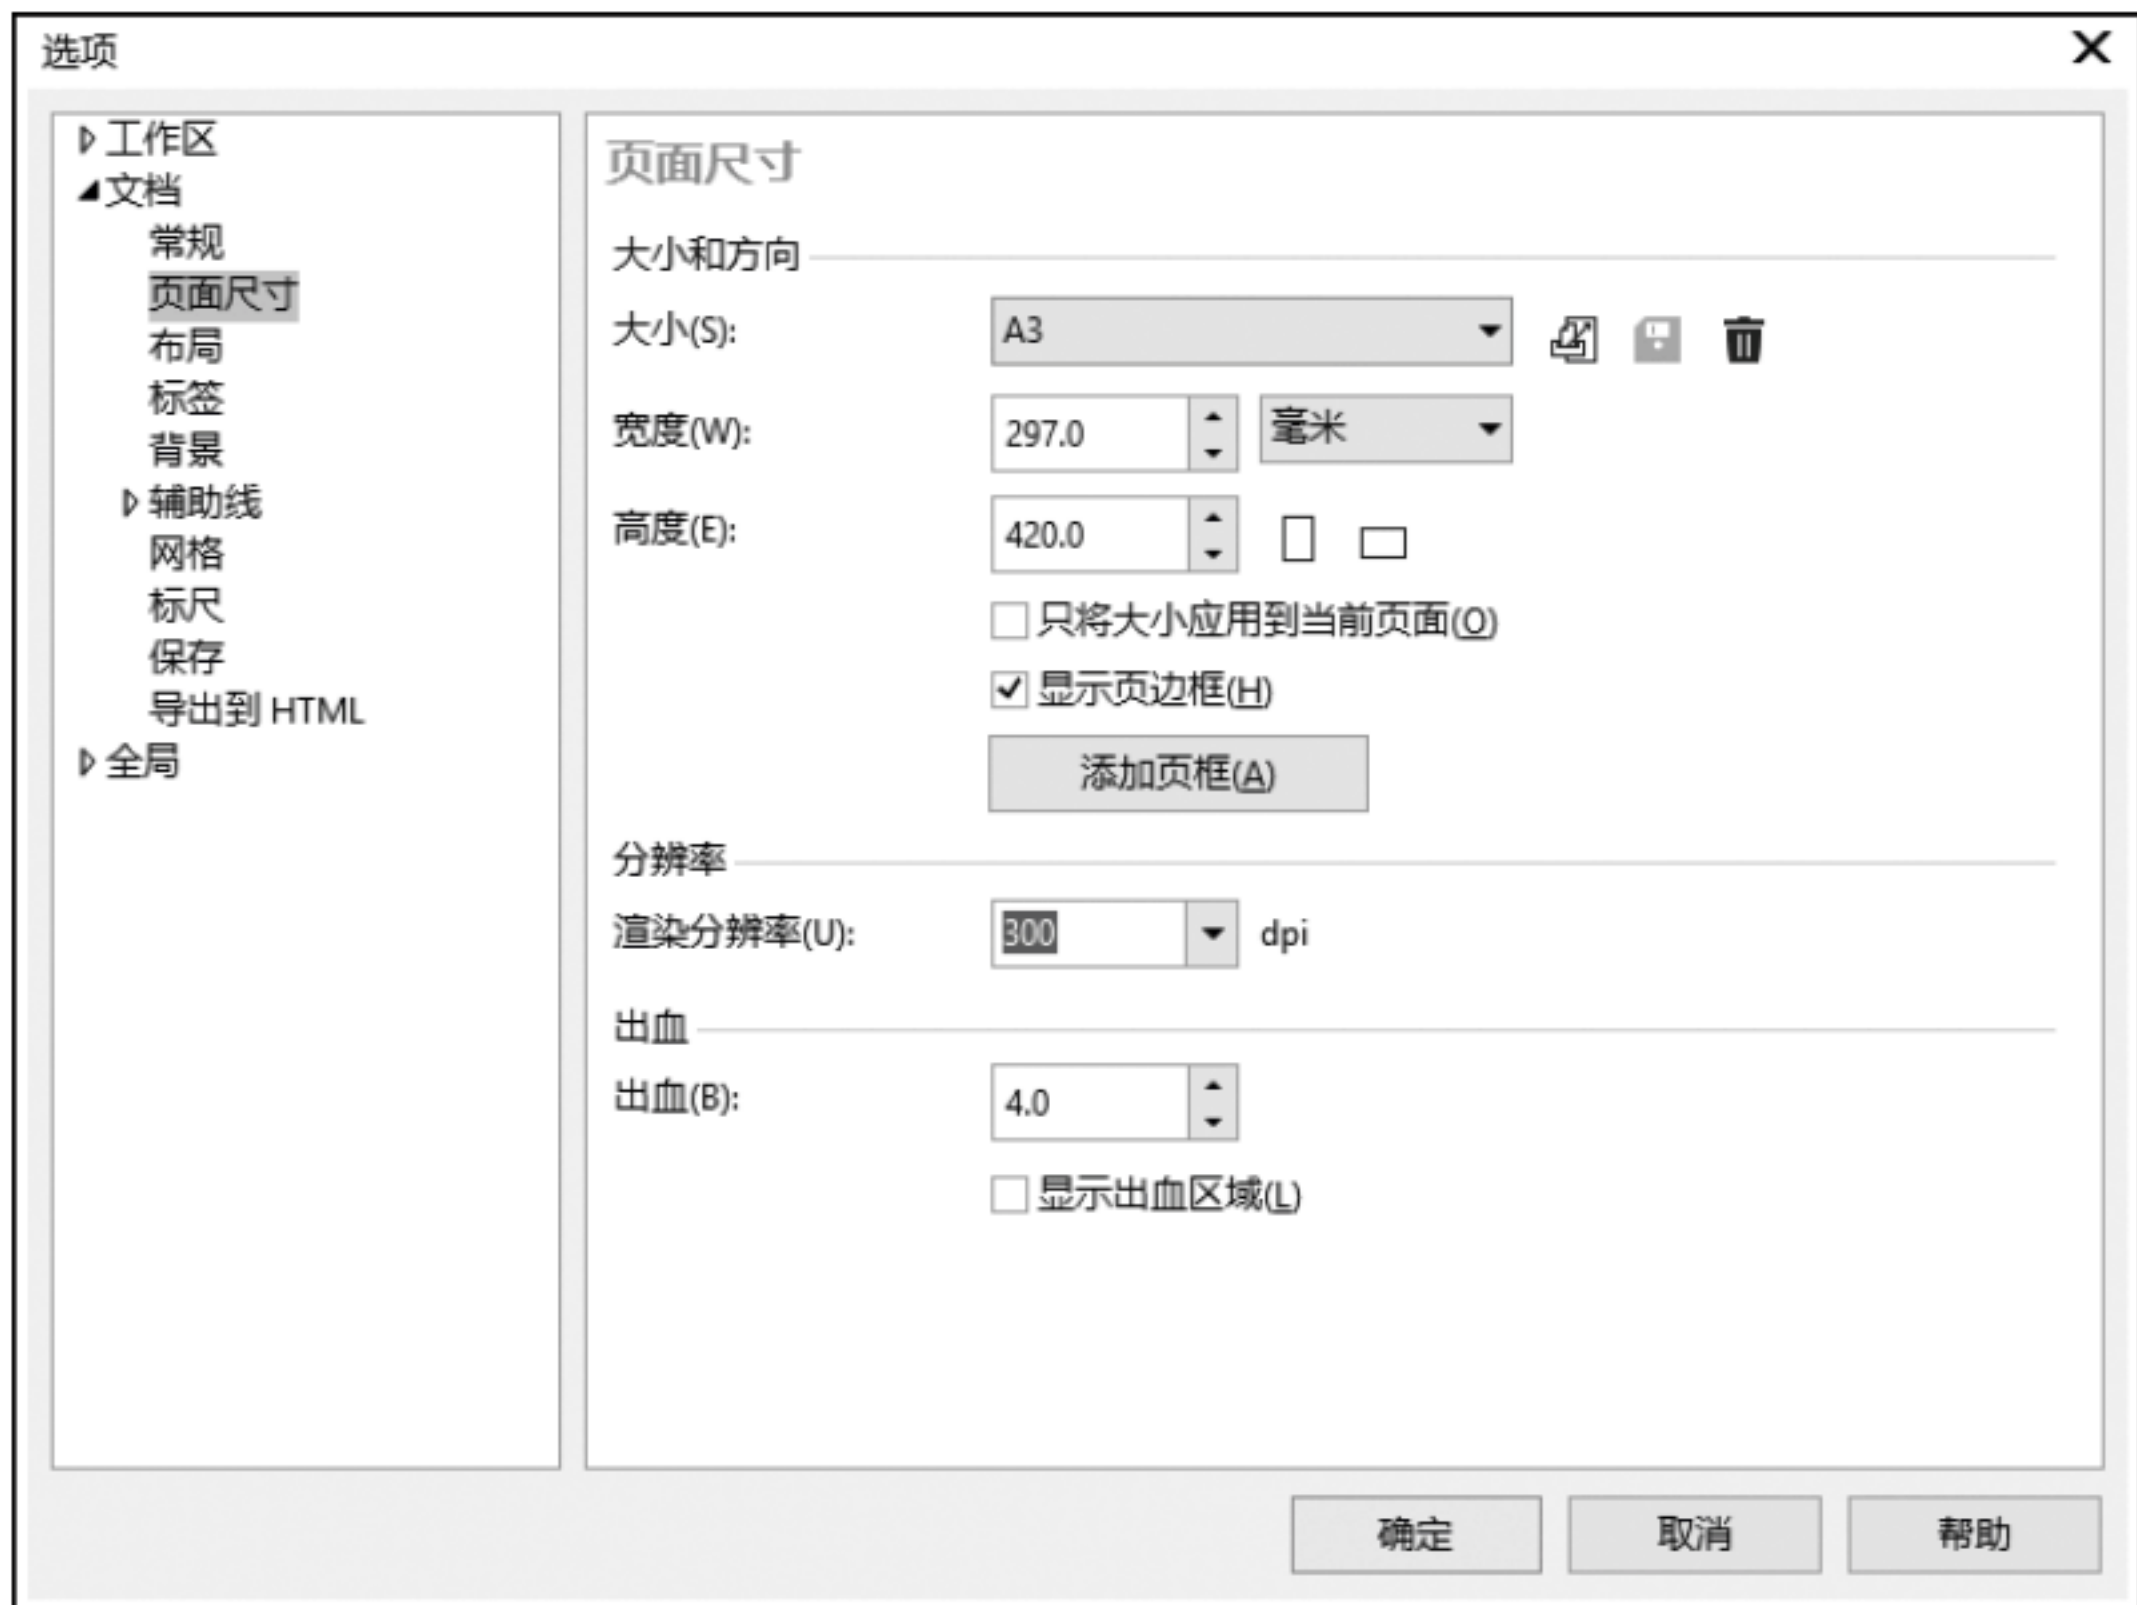 选项
工作区
文档
常规
页面尺寸
布局
标签
背景
辅助线
网格
标尺
保存
导出到 HTML
全局
页面尺寸
大小和方向
大小(S): A3
宽度(W): 297.0 毫米
高度(E): 420.0
只将大小应用到当前页面(O)
显示页边框(H)
添加页框(A)
分辨率
渲染分辨率(U): 300 dpi
出血
出血(B): 4.0
显示出血区域(L)
确定 取消 帮助